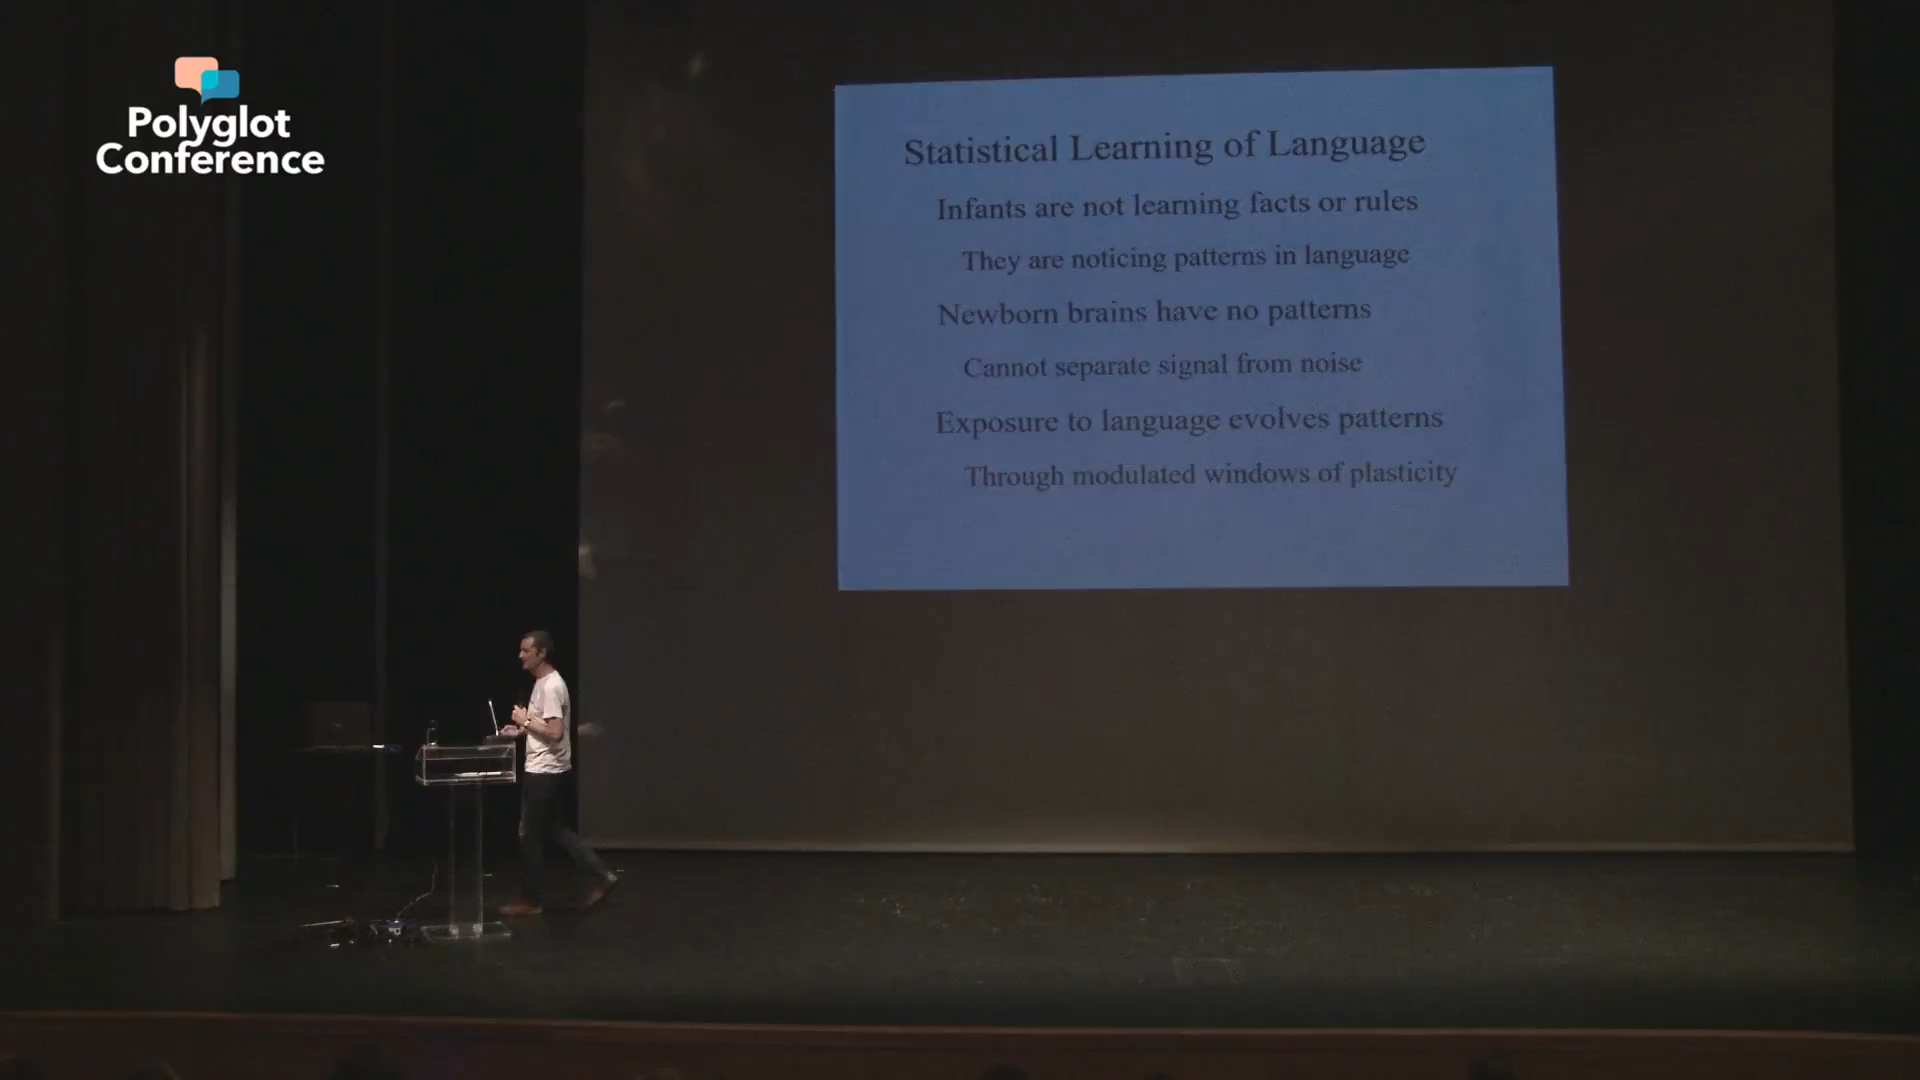 Polyglot
Conference
Statistical Learning of Language
Infants are not learning facts or rules
They are noticing patterns in language
Newborn brains have no patterns
Cannot separate signal from noise
Exposure to language evolves patterns
Through modulated windows of plasticity